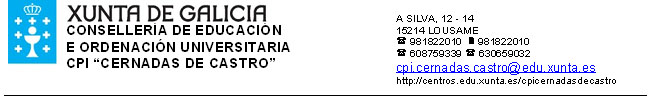 XUNTA DE GALICIA
CONSELLERIA DE EDUCACIÓN
E ORDENACIÓN UNIVERSITARIA
CPI “CERNADAS DE CASTRO”
A SILVA, 12 - 14
15214 LOUSAME
☎ 981822010 📠 981822010
☎ 608759339 ☎ 630659032
cpi.cernadas.castro@edu.xunta.es
http://centros.edu.xunta.es/cpicernadasdecastro